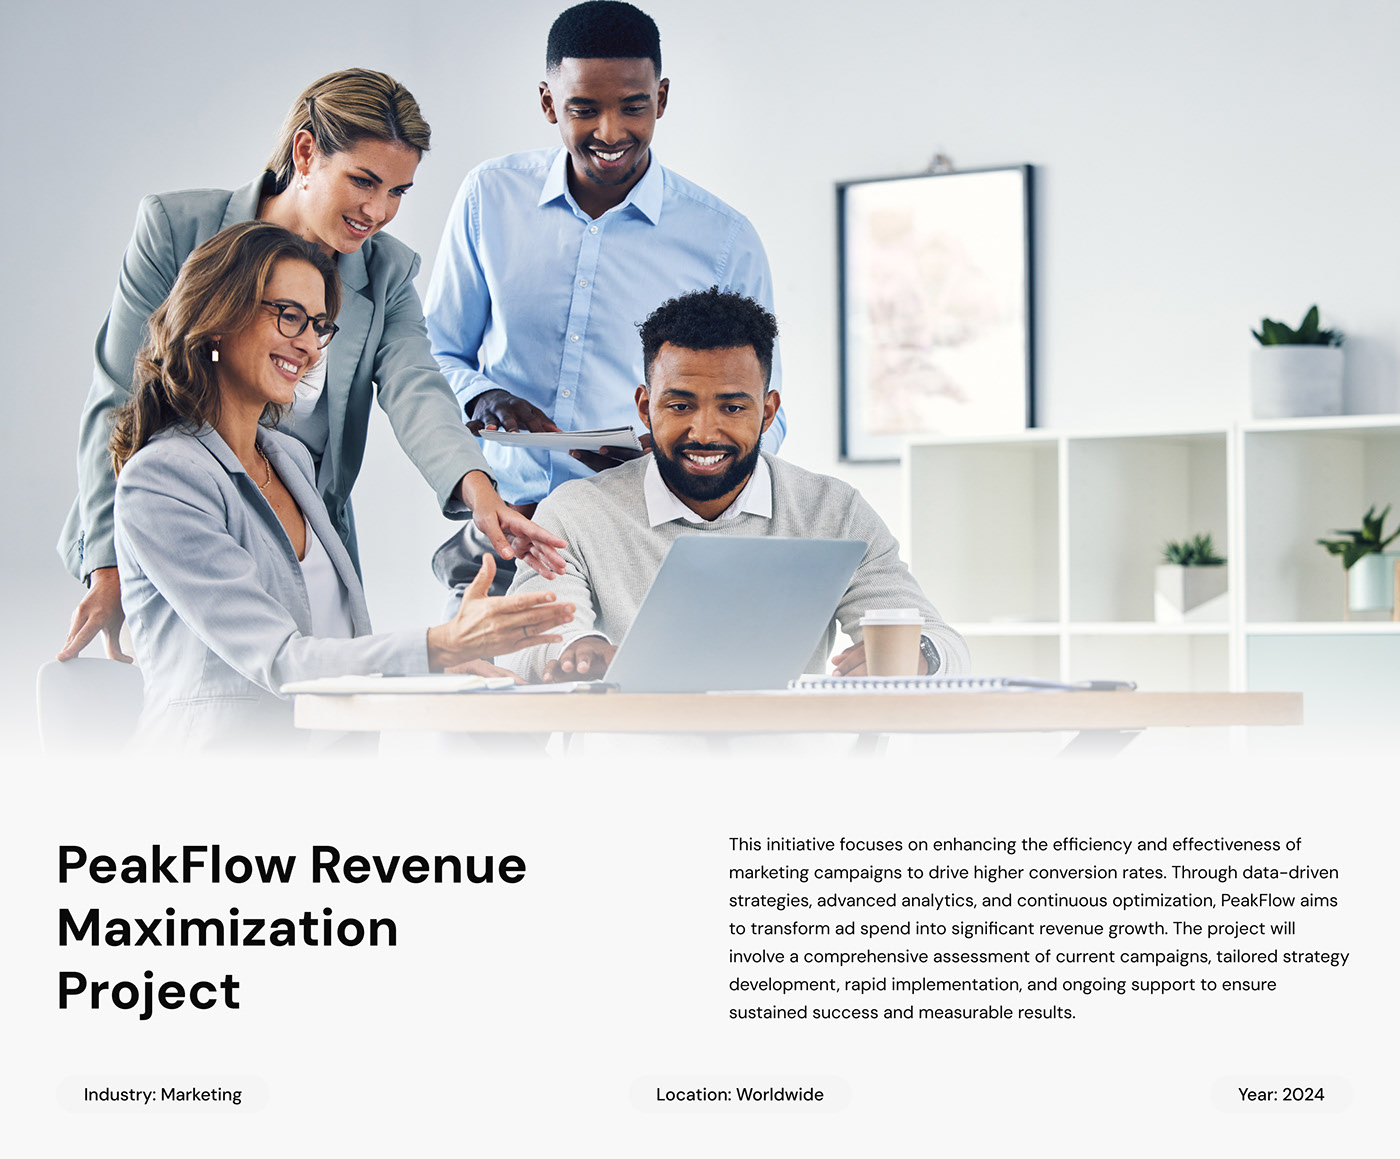 PeakFlow Revenue
Maximization
Project
This initiative focuses on enhancing the efficiency and effectiveness of
marketing campaigns to drive higher conversion rates. Through data-driven
strategies, advanced analytics, and continuous optimization, PeakFlow aims
to transform ad spend into significant revenue growth. The project will
involve a comprehensive assessment of current campaigns, tailored strategy
development, rapid implementation, and ongoing support to ensure
sustained success and measurable results.
Industry: Marketing
Location: Worldwide
Year: 2024